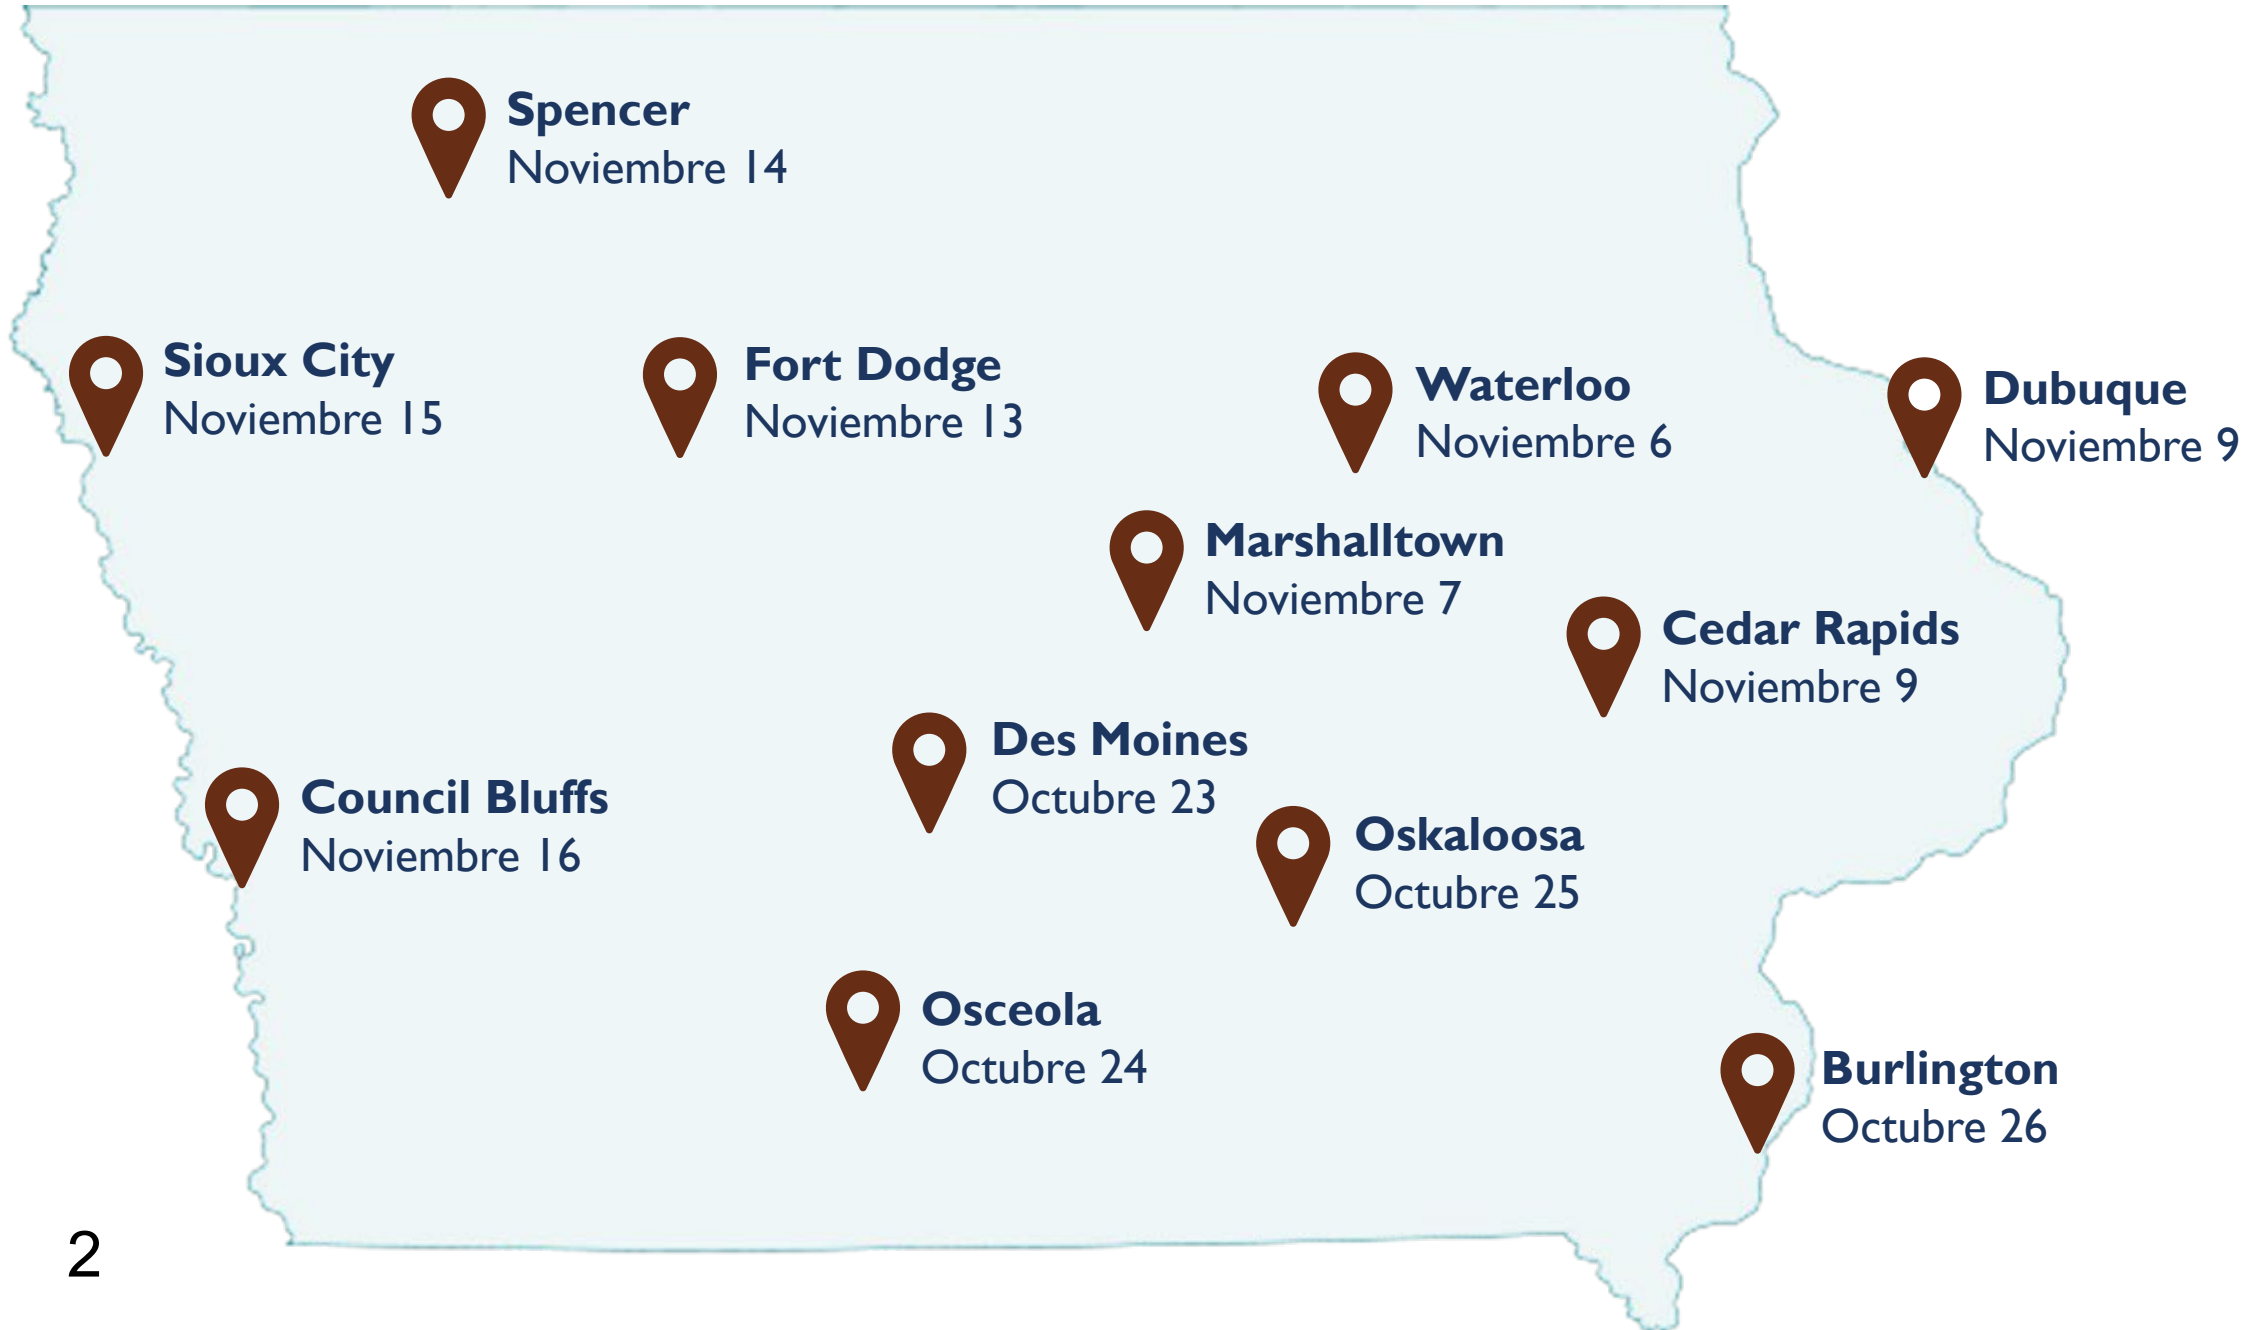 Spencer
Noviembre 14
Sioux City
Noviembre 15
Fort Dodge
Noviembre 13
Waterloo
Noviembre 6
Dubuque
Noviembre 9
Marshalltown
Noviembre 7
Cedar Rapids
Noviembre 9
Des Moines
Octubre 23
Council Bluffs
Noviembre 16
Oskaloosa
Octubre 25
Osceola
Octubre 24
Burlington
Octubre 26
2